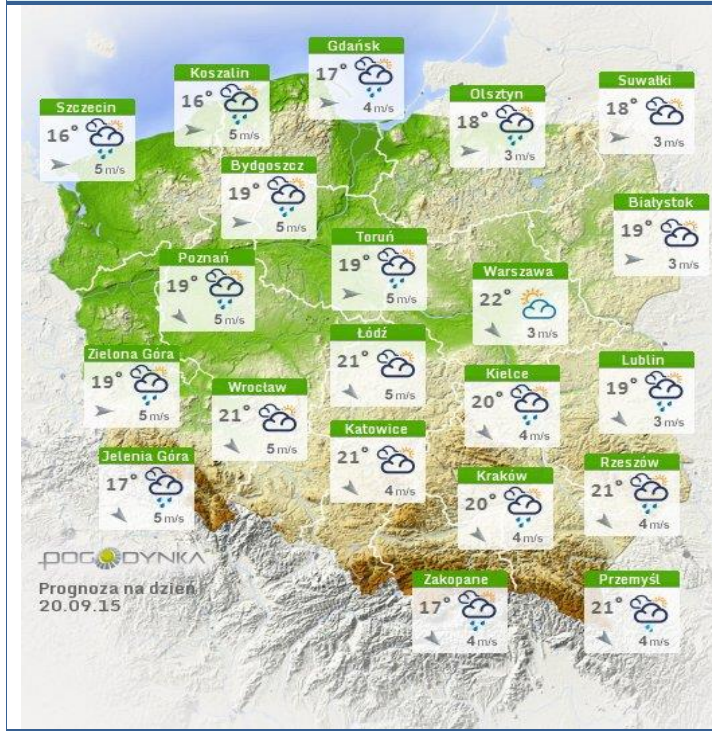 Gdańsk
17°
4 m/s
Koszalin
16°
5 m/s
Szczecin
16°
5 m/s
Olsztyn
18°
3 m/s
Suwałki
18°
3 m/s
Bydgoszcz
19°
5 m/s
Białystok
19°
3 m/s
Toruń
19°
5 m/s
Poznań
19°
5 m/s
Warszawa
22°
3 m/s
Łódź
21°
5 m/s
Zielona Góra
19°
5 m/s
Wrocław
21°
5 m/s
Kielce
20°
4 m/s
Lublin
19°
3 m/s
Katowice
21°
4 m/s
Jelenia Góra
17°
5 m/s
Kraków
20°
4 m/s
Rzeszów
21°
4 m/s
POGODYNKA
Prognoza na dzień
20.09.15
Zakopane
17°
4 m/s
Przemyśl
21°
4 m/s